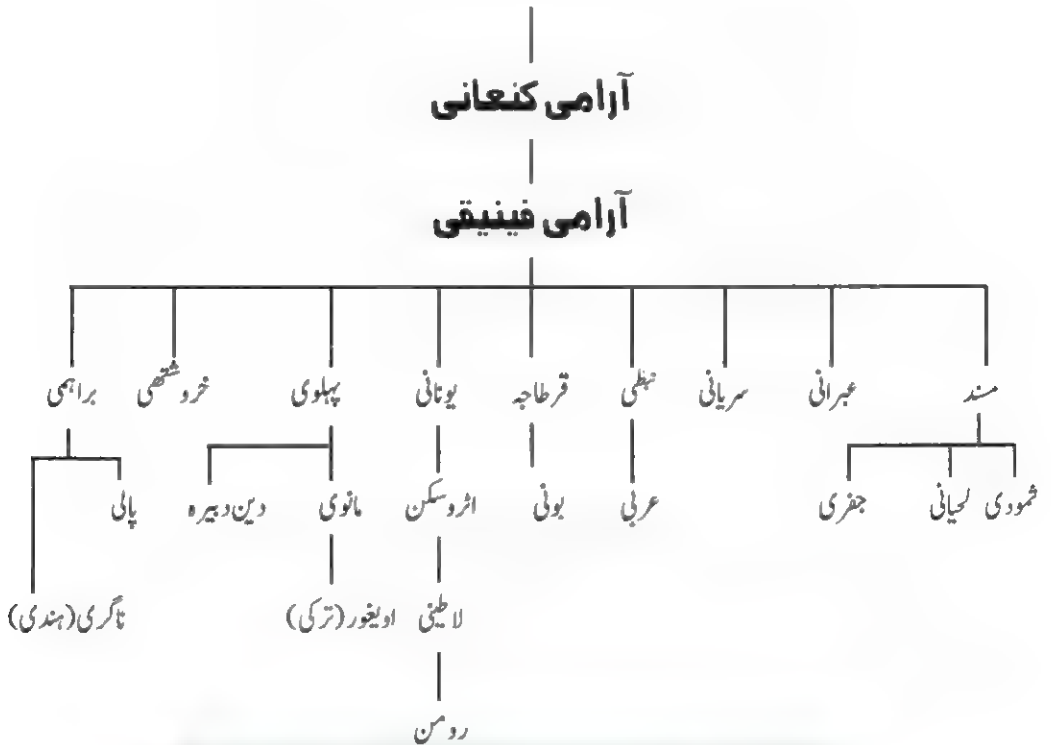 آرامی کنعانی
آرامی فینیقی
مسند عبرانی سریانی نبطی قرطاجہ یونانی پہلوی خروشتھی براہمی
ثمودی لحیانی جفری عربی بونی اثروسکن مانوی دین دبیرہ پالی
لاطینی اویغور (ترکی) ناگری (ہندی)
رومن